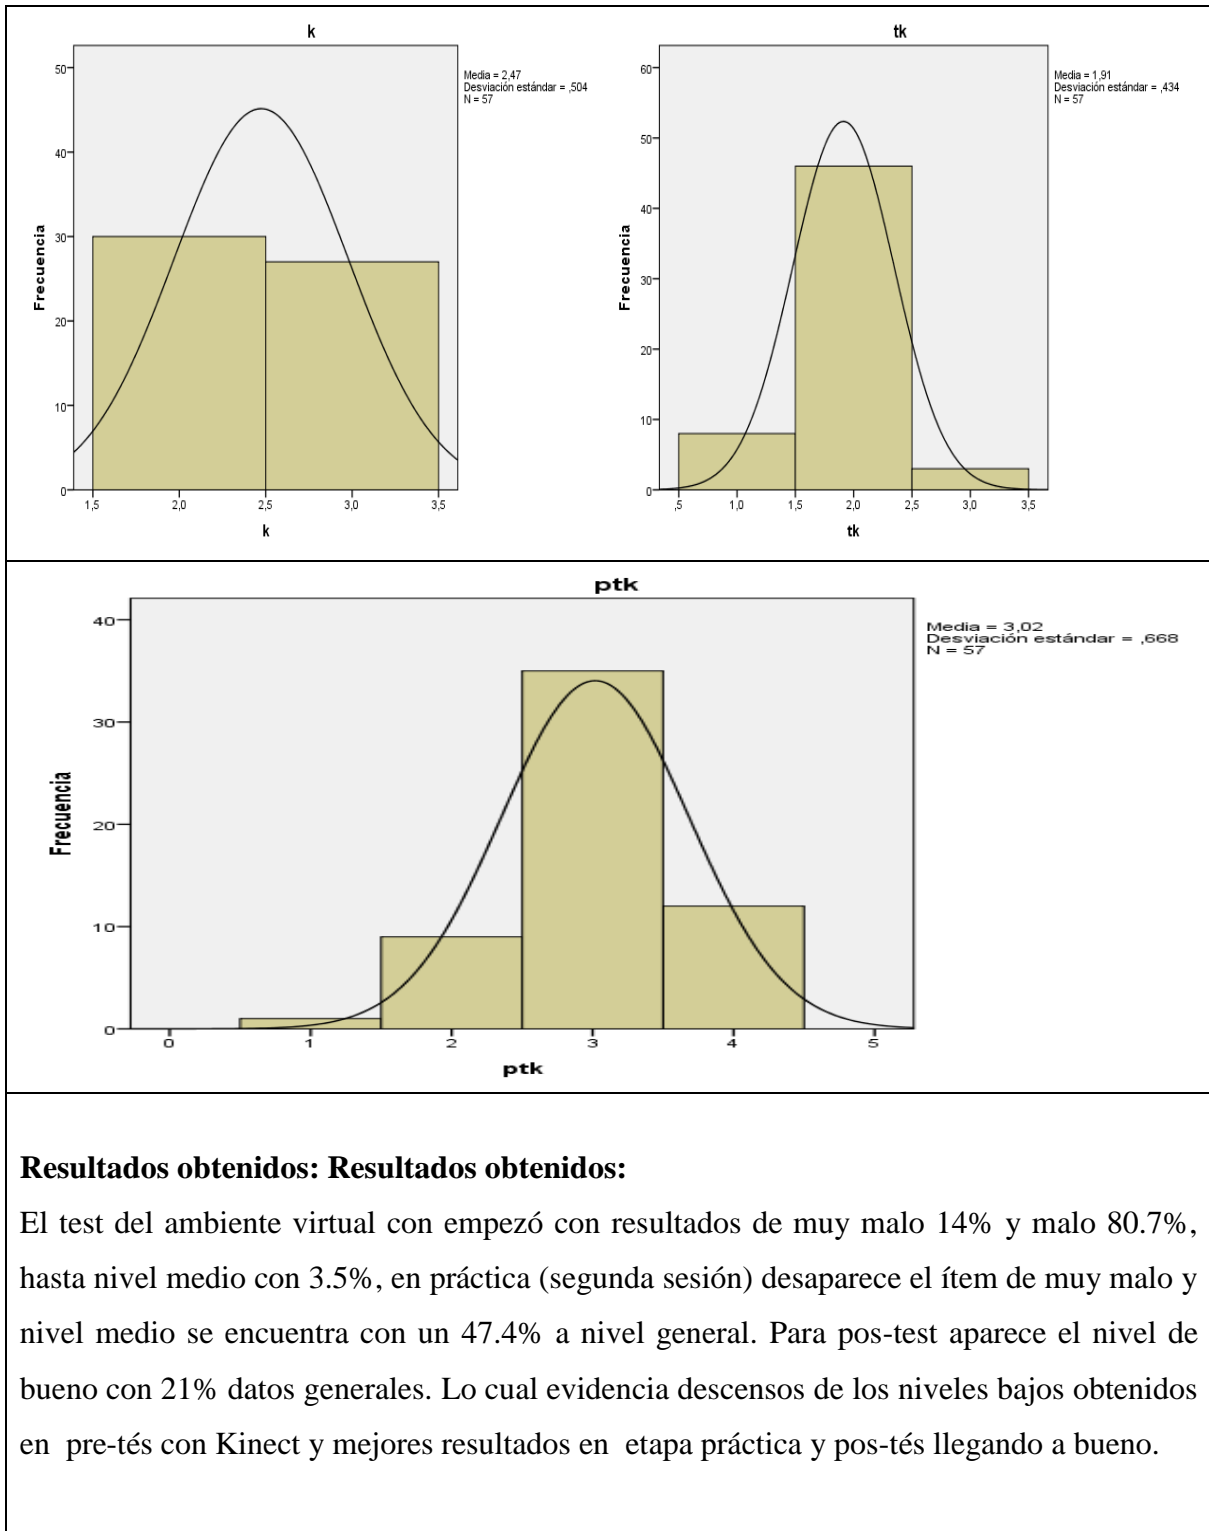 k
50
40
30
20
10
0
Frecuencia
1,5 2,0 2,5 3,0 3,5
k
Media = 2,47
Desviación estándar = ,504
N = 57
tk
60
50
40
30
20
10
0
Frecuencia
,5 1,0 1,5 2,0 2,5 3,0 3,5
tk
Media = 1,91
Desviación estándar = ,434
N = 57
ptk
40
30
20
10
0
Frecuencia
0 1 2 3 4 5
ptk
Media = 3,02
Desviación estándar = ,668
N = 57
Resultados obtenidos: Resultados obtenidos:
El test del ambiente virtual con empezó con resultados de muy malo 14% y malo 80.7%,
hasta nivel medio con 3.5%, en práctica (segunda sesión) desaparece el ítem de muy malo y
nivel medio se encuentra con un 47.4% a nivel general. Para pos-test aparece el nivel de
bueno con 21% datos generales. Lo cual evidencia descensos de los niveles bajos obtenidos
en pre-tés con Kinect y mejores resultados en etapa práctica y pos-tés llegando a bueno.